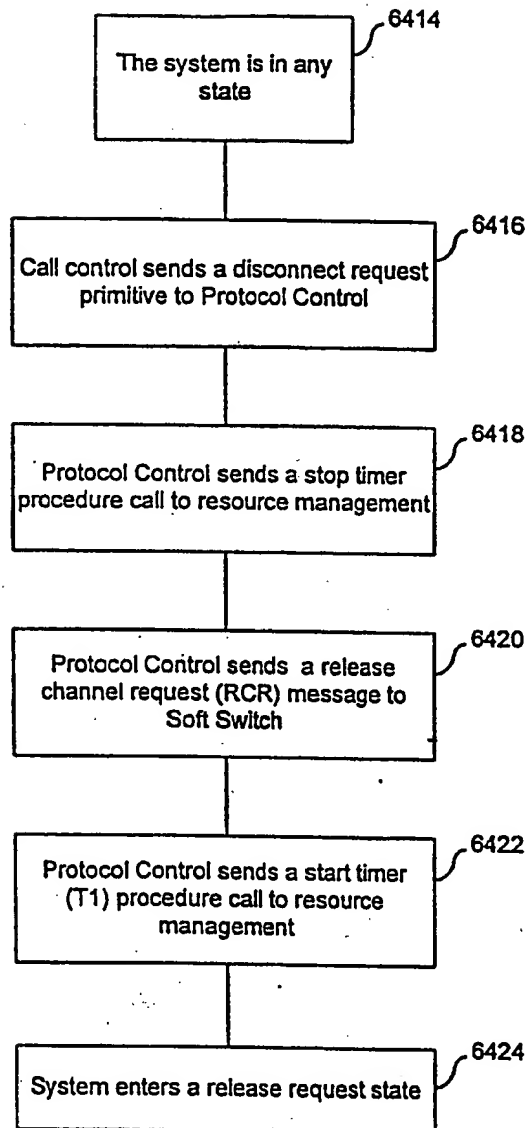 6414
The system is in any
state
6416
Call control sends a disconnect request
primitive to Protocol Control
6418
Protocol Control sends a stop timer
procedure call to resource management
6420
Protocol Control sends a release
channel request (RCR) message to
Soft Switch
6422
Protocol Control sends a start timer
(T1) procedure call to resource
management
6424
System enters a release request state